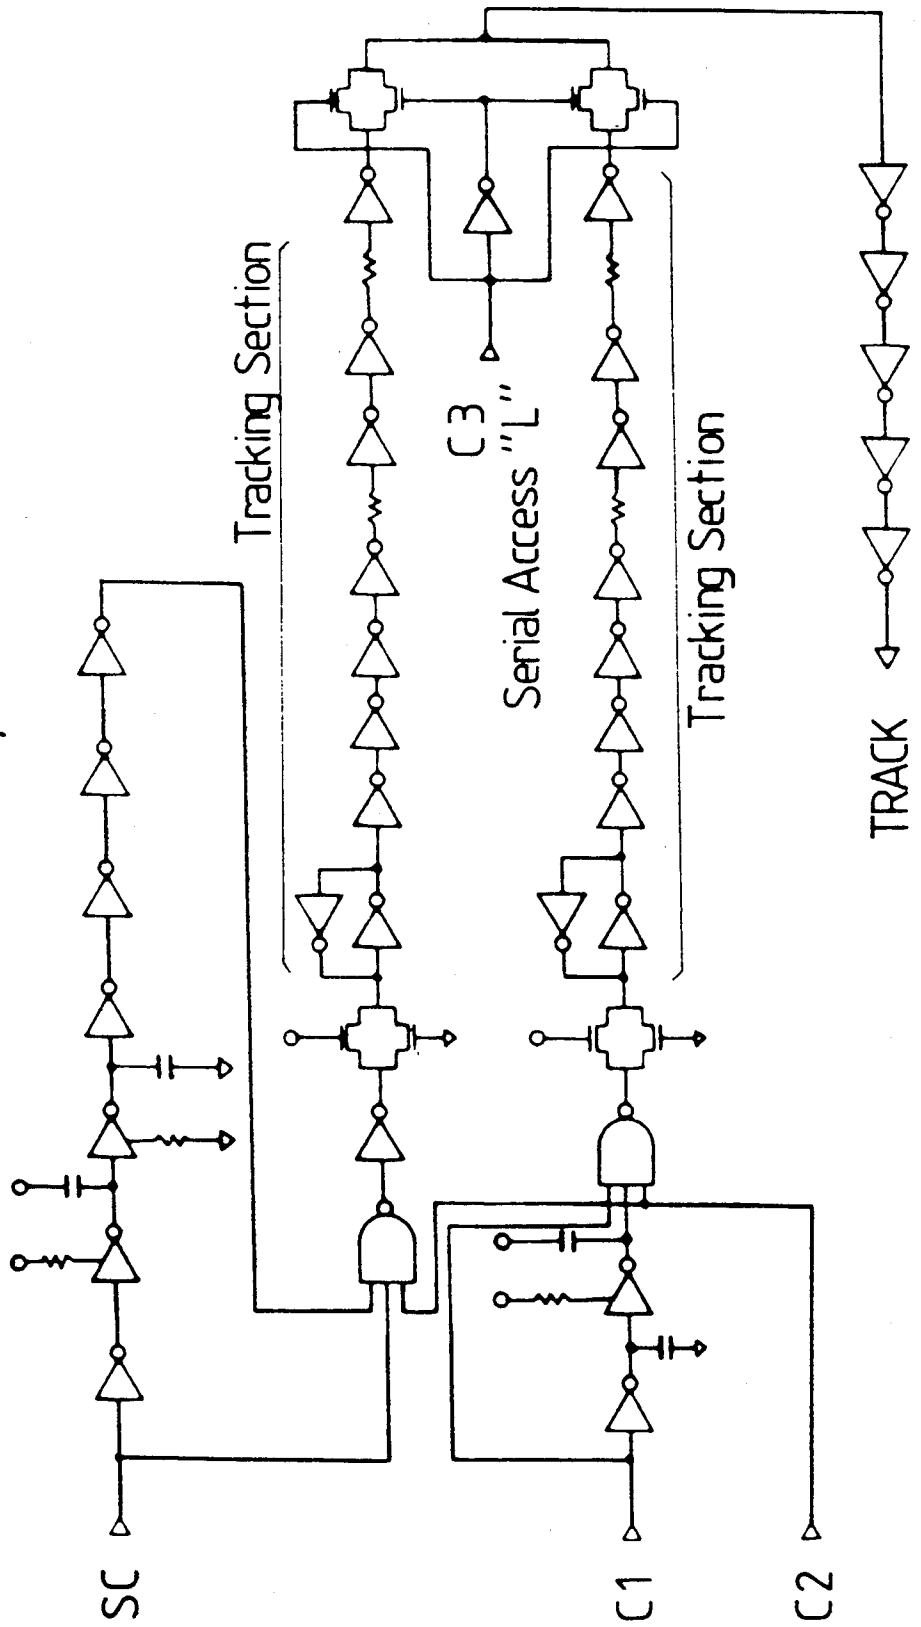 SC
C1
C2
Tracking Section
C3
Serial Access "L"
Tracking Section
TRACK